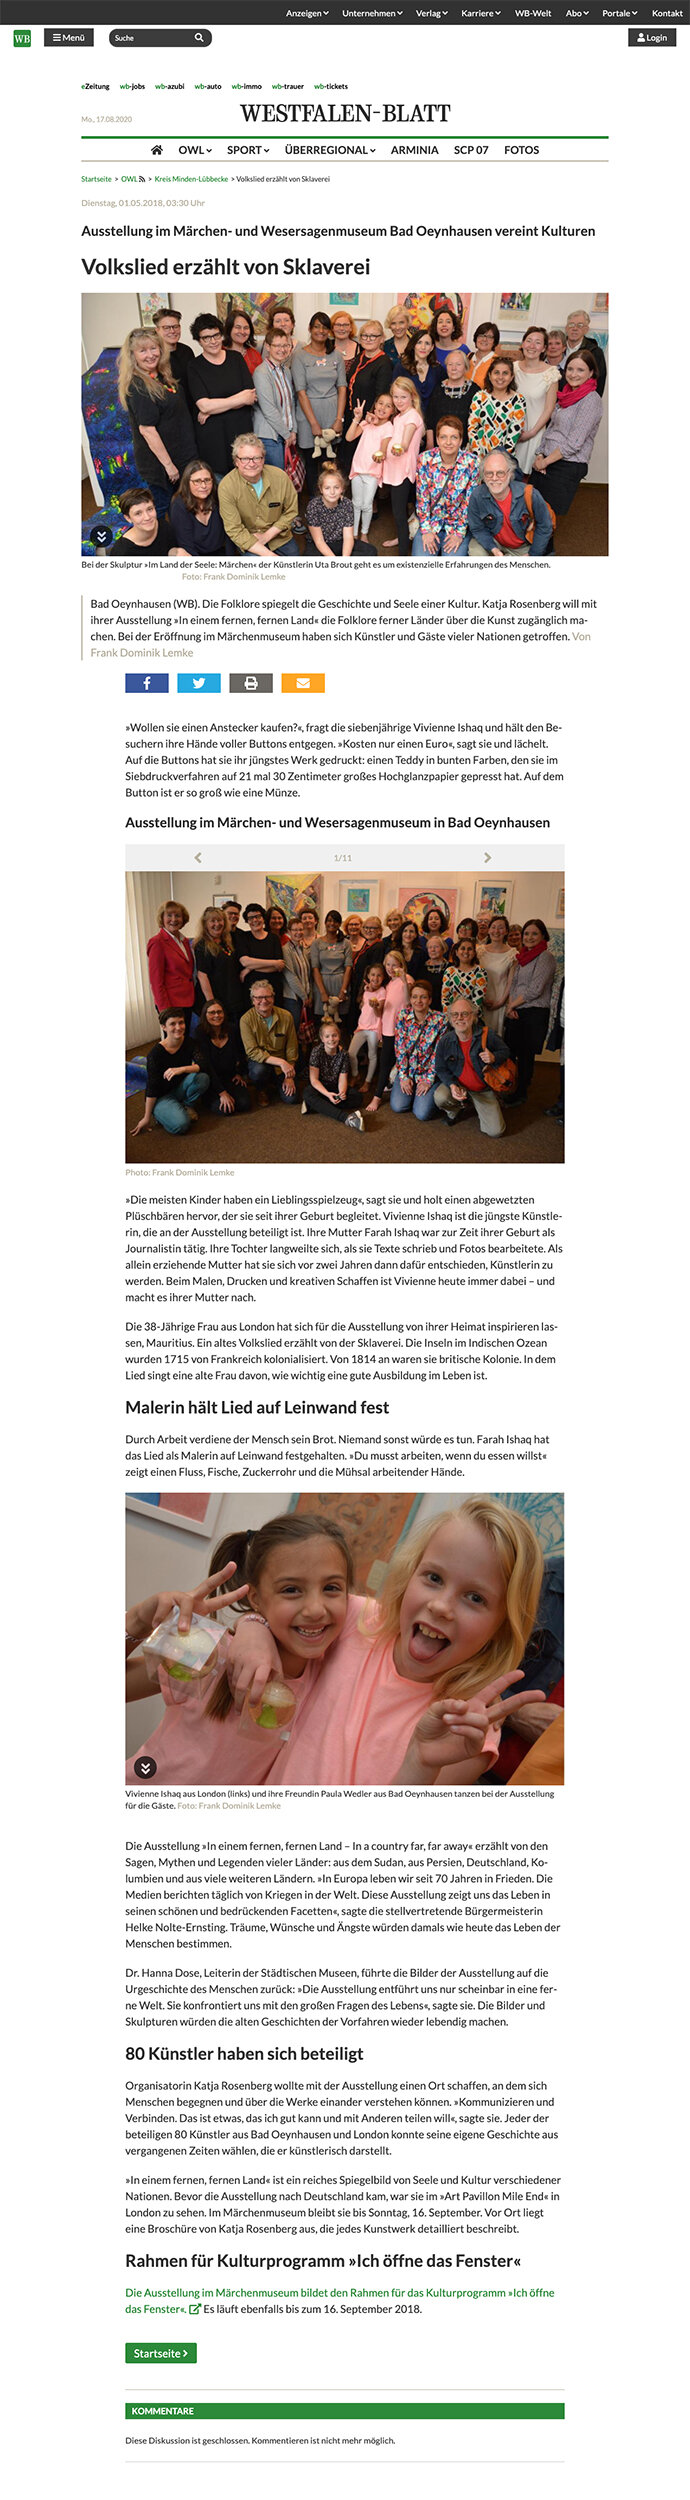 Anzeigen Unternehmen Verlag Karriere WB-Welt Abo Portale Kontakt
WB Menü Suche Login
eZeitung wb-jobs wb-azubi wb-auto wb-immo wb-trauer wb-tickets
Mo., 17.08.2020 WESTFALEN-BLATT
OWL SPORT ÜBERREGIONAL ARMINIA SCP 07 FOTOS
Startseite > OWL > Kreis Minden-Lübbecke > Volkslied erzählt von Sklaverei
Dienstag, 01.05.2018, 03:30 Uhr
Ausstellung im Märchen- und Wesersagenmuseum Bad Oeynhausen vereint Kulturen
Volkslied erzählt von Sklaverei
Bei der Skulptur »Im Land der Seele: Märchen« der Künstlerin Uta Brout geht es um existenzielle Erfahrungen des Menschen.
Foto: Frank Dominik Lemke
Bad Oeynhausen (WB). Die Folklore spiegelt die Geschichte und Seele einer Kultur. Katja Rosenberg will mit
ihrer Ausstellung »In einem fernen, fernen Land« die Folklore ferner Länder über die Kunst zugänglich ma-
chen. Bei der Eröffnung im Märchenmuseum haben sich Künstler und Gäste vieler Nationen getroffen. Von
Frank Dominik Lemke
»Wollen sie einen Anstecker kaufen?«, fragt die siebenjährige Vivienne Ishaq und hält den Be-
suchern ihre Hände voller Buttons entgegen. »Kosten nur einen Euro«, sagt sie und lächelt.
Auf die Buttons hat sie ihr jüngstes Werk gedruckt: einen Teddy in bunten Farben, den sie im
Siebdruckverfahren auf 21 mal 30 Zentimeter großes Hochglanzpapier gepresst hat. Auf dem
Button ist er so groß wie eine Münze.
Ausstellung im Märchen- und Wesersagenmuseum in Bad Oeynhausen
1/11
Photo: Frank Dominik Lemke
»Die meisten Kinder haben ein Lieblingsspielzeug«, sagt sie und holt einen abgewetzten
Plüschbären hervor, der sie seit ihrer Geburt begleitet. Vivienne Ishaq ist die jüngste Künstle-
rin, die an der Ausstellung beteiligt ist. Ihre Mutter Farah Ishaq war zur Zeit ihrer Geburt als
Journalistin tätig. Ihre Tochter langweilte sich, als sie Texte schrieb und Fotos bearbeitete. Als
allein erziehende Mutter hat sie sich vor zwei Jahren dann dafür entschieden, Künstlerin zu
werden. Beim Malen, Drucken und kreativen Schaffen ist Vivienne heute immer dabei – und
macht es ihrer Mutter nach.
Die 38-Jährige Frau aus London hat sich für die Ausstellung von ihrer Heimat inspirieren las-
sen, Mauritius. Ein altes Volkslied erzählt von der Sklaverei. Die Inseln im Indischen Ozean
wurden 1715 von Frankreich kolonialisiert. Von 1814 an waren sie britische Kolonie. In dem
Lied singt eine alte Frau davon, wie wichtig eine gute Ausbildung im Leben ist.
Malerin hält Lied auf Leinwand fest
Durch Arbeit verdiene der Mensch sein Brot. Niemand sonst würde es tun. Farah Ishaq hat
das Lied als Malerin auf Leinwand festgehalten. »Du musst arbeiten, wenn du essen willst«
zeigt einen Fluss, Fische, Zuckerrohr und die Mühsal arbeitender Hände.
Vivienne Ishaq aus London (links) und ihre Freundin Paula Wedler aus Bad Oeynhausen tanzen bei der Ausstellung
für die Gäste. Foto: Frank Dominik Lemke
Die Ausstellung »In einem fernen, fernen Land – In a country far, far away« erzählt von den
Sagen, Mythen und Legenden vieler Länder: aus dem Sudan, aus Persien, Deutschland, Ko-
lumbien und aus viele weiteren Ländern. »In Europa leben wir seit 70 Jahren in Frieden. Die
Medien berichten täglich von Kriegen in der Welt. Diese Ausstellung zeigt uns das Leben in
seinen schönen und bedrückenden Facetten«, sagte die stellvertretende Bürgermeisterin
Helke Nolte-Ernsting. Träume, Wünsche und Ängste würden damals wie heute das Leben der
Menschen bestimmen.
Dr. Hanna Dose, Leiterin der Städtischen Museen, führte die Bilder der Ausstellung auf die
Urgeschichte des Menschen zurück: »Die Ausstellung entführt uns nur scheinbar in eine fer-
ne Welt. Sie konfrontiert uns mit den großen Fragen des Lebens«, sagte sie. Die Bilder und
Skulpturen würden die alten Geschichten der Vorfahren wieder lebendig machen.
80 Künstler haben sich beteiligt
Organisatorin Katja Rosenberg wollte mit der Ausstellung einen Ort schaffen, an dem sich
Menschen begegnen und über die Werke einander verstehen können. »Kommunizieren und
Verbinden. Das ist etwas, das ich gut kann und mit Anderen teilen will«, sagte sie. Jeder der
beteiligen 80 Künstler aus Bad Oeynhausen und London konnte seine eigene Geschichte aus
vergangenen Zeiten wählen, die er künstlerisch darstellt.
»In einem fernen, fernen Land« ist ein reiches Spiegelbild von Seele und Kultur verschiedener
Nationen. Bevor die Ausstellung nach Deutschland kam, war sie im »Art Pavillon Mile End« in
London zu sehen. Im Märchenmuseum bleibt sie bis Sonntag, 16. September. Vor Ort liegt
eine Broschüre von Katja Rosenberg aus, die jedes Kunstwerk detailliert beschreibt.
Rahmen für Kulturprogramm »Ich öffne das Fenster«
Die Ausstellung im Märchenmuseum bildet den Rahmen für das Kulturprogramm »Ich öffne
das Fenster«. Es läuft ebenfalls bis zum 16. September 2018.
Startseite
KOMMENTARE
Diese Diskussion ist geschlossen. Kommentieren ist nicht mehr möglich.